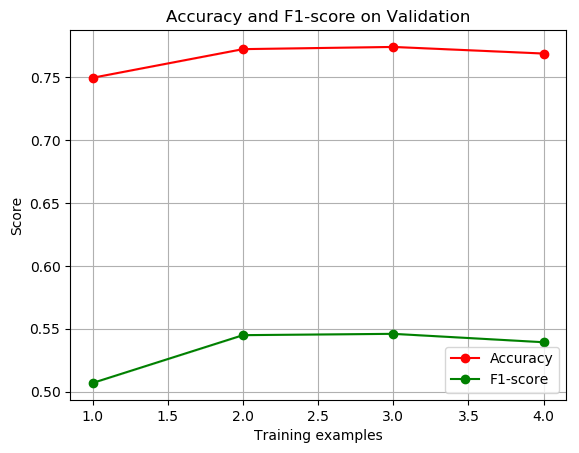 Accuracy and F1-score on Validation
Score
0.75
0.70
0.65
0.60
0.55
0.50
Accuracy
F1-score
1.0 1.5 2.0 2.5 3.0 3.5 4.0
Training examples